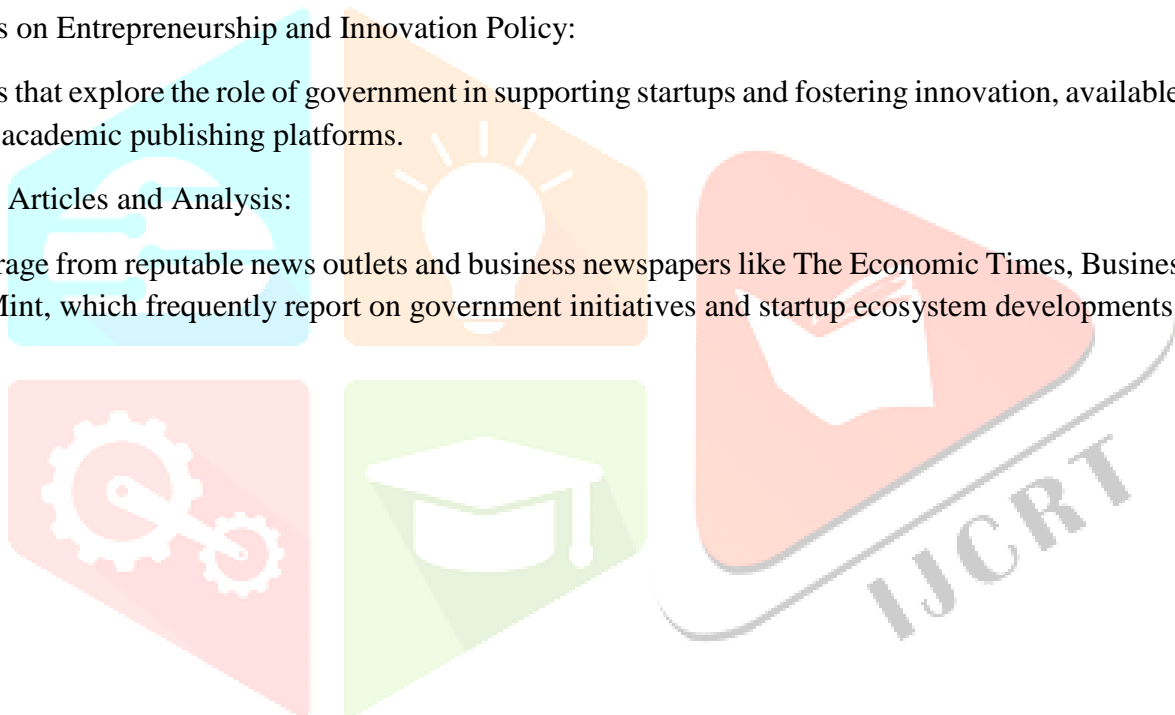 s on Entrepreneurship and Innovation Policy:
s that explore the role of government in supporting startups and fostering innovation, available
academic publishing platforms.
Articles and Analysis:
rage from reputable news outlets and business newspapers like The Economic Times, Busines
Mint, which frequently report on government initiatives and startup ecosystem developments
IJCRT